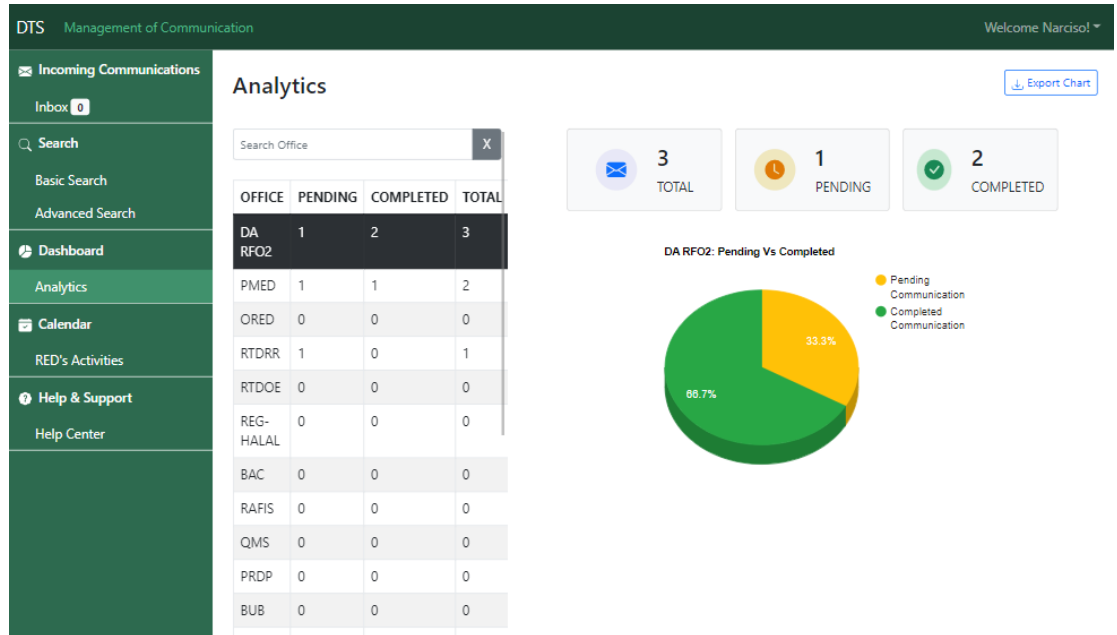 DTS Management of Communication Welcome Narciso!
Incoming Communications
Inbox 0
Search
Basic Search
Advanced Search
Dashboard
Analytics
Calendar
RED's Activities
Help & Support
Help Center
Analytics
Export Chart
Search Office X
OFFICE PENDING COMPLETED TOTAL
DA
RFO2 1 2 3
PMED 1 1 2
ORED 0 0 0
RTDRR 1 0 1
RTDOE 0 0 0
REG-
HALAL 0 0 0
BAC 0 0 0
RAFIS 0 0 0
QMS 0 0 0
PRDP 0 0 0
BUB 0 0 0
3
TOTAL
1
PENDING
2
COMPLETED
DA RFO2: Pending Vs Completed
Pending
Communication
Completed
Communication
33.3%
66.7%